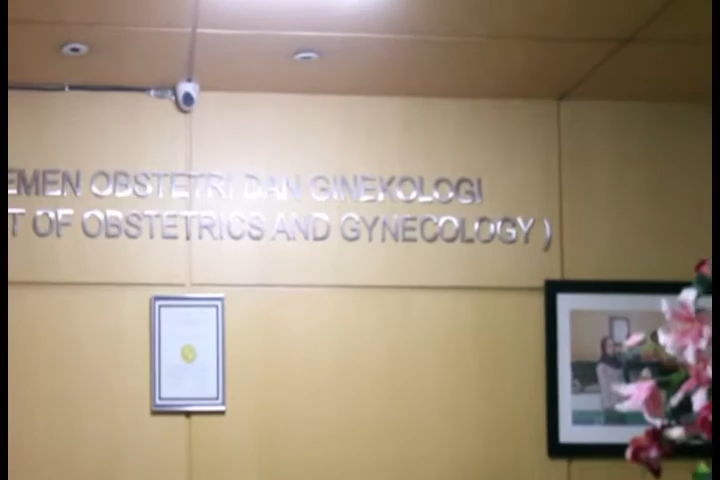 EMEN OBSTETRI DAN GINEKOLOGI
T OF OBSTETRICS AND GYNECOLOGY )